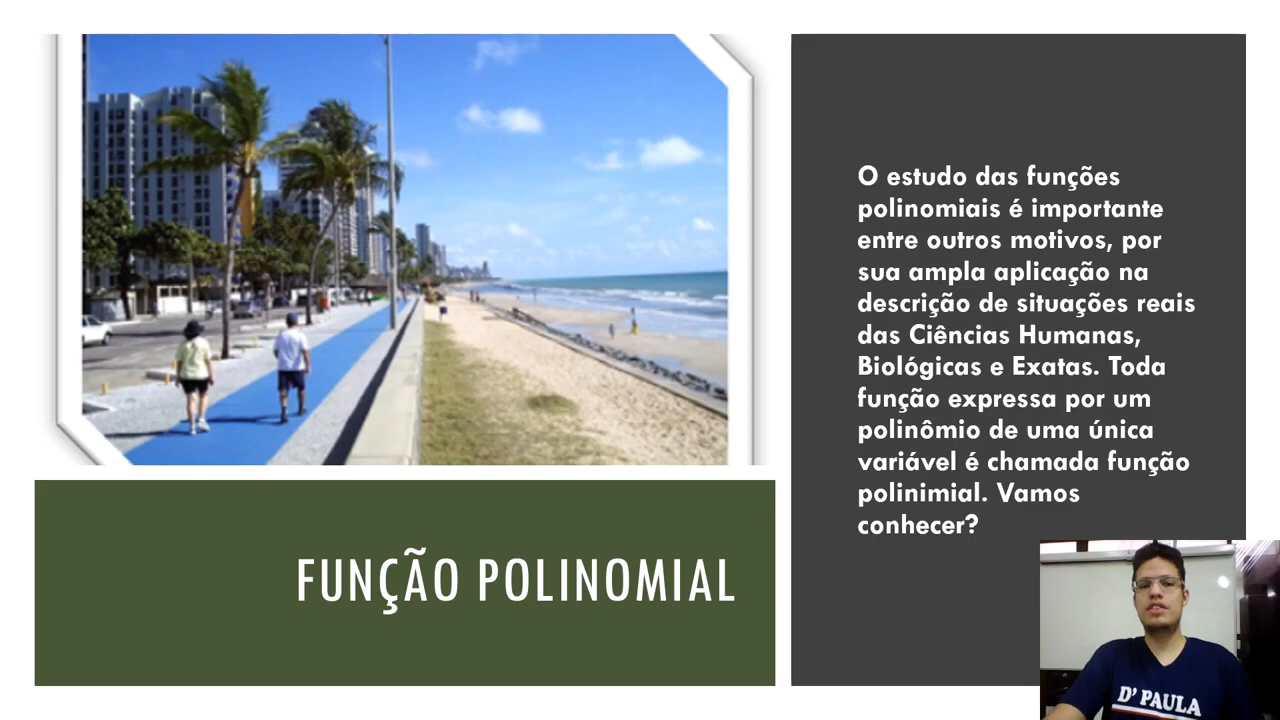 FUNÇÃO POLINOMIAL
O estudo das funções
polinomiais é importante
entre outros motivos, por
sua ampla aplicação na
descrição de situações reais
das Ciências Humanas,
Biológicas e Exatas. Toda
função expressa por um
polinômio de uma única
variável é chamada função
polinimial. Vamos
conhecer?
D' PAULA